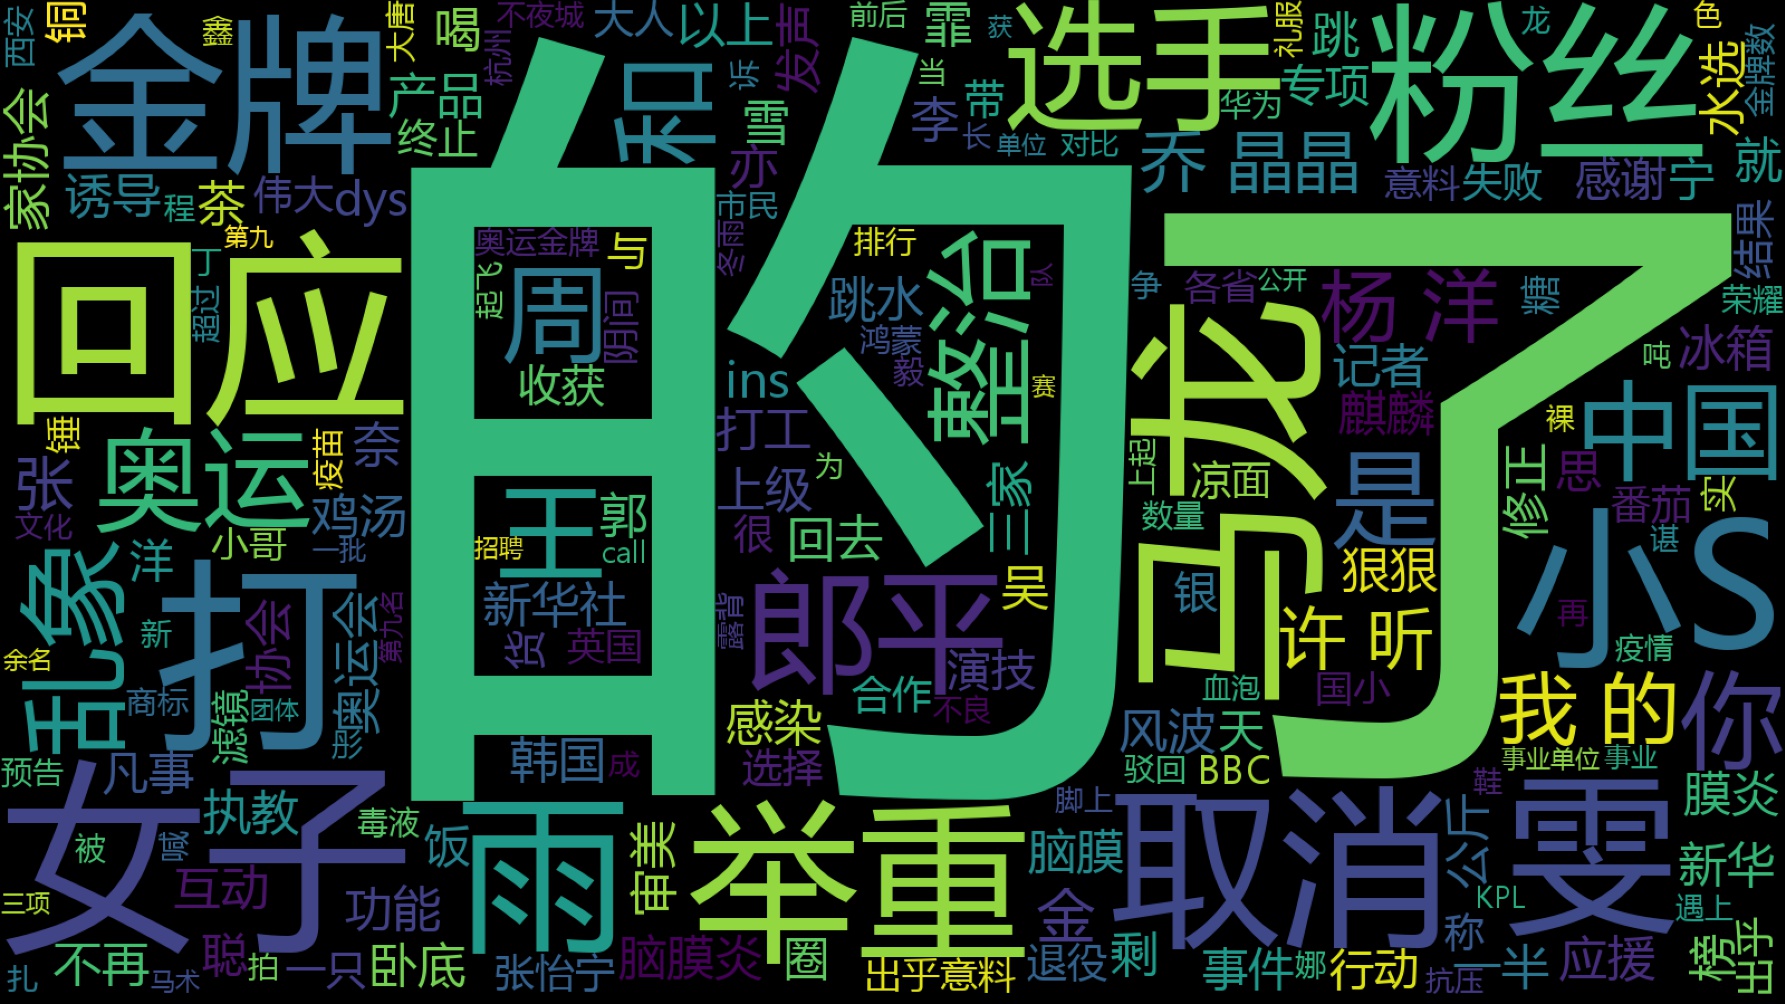 西安
铜
鑫
金牌
大唐
喝
不夜城
杭州
大人
和
以上
诉
发声
前后
霏
获
当
选手
礼服
跳
粉丝
龙
色
水选
金牌数
家协会
产品
终止
雪
李
带
长
单位
对比
华为
专项
诱导
程
茶
伟大
dys
亦
市民
乔
晶晶
意料
失败
感谢
宁
就
的
了
回应
第九
丁
超过
奥运金牌
与
冬雨
排行
整治
队
争
各省
公开
杨 洋
结果
荣耀
起飞
周
阴间
收获
跳水
鸿蒙
毅
ins
赛
马龙
记者
麒麟
吨
冰箱
裸
中国
锤
疫苗
奈
张
文化
奥运
鸡汤
小哥
一批
王
郭
招聘
call
打工
上级
为
很
回去
三家
上起
凉面
数量
是
修正
思
番茄
实
谌
乱象
洋
新
打
协会
奥运会
第九名
余名
新华社
贷
英国
露背
郎平
吴
演技
银
狠狠
许 昕
小S
再
疫情
商标
滤镜
团体
彤
韩国
成
感染
选择
合作
不良
血泡
国小
风波
天
驳回
BBC
我 的
你
事业单位
事业
预告
凡事
女子
执教
毒液
饭
雨
审美
举重
脑膜
脚上
取消
鞋
公斤
雯
膜炎
被
三项
互动
功能
金
KPL
新华
遇上
扎
不再
马术
聪
拍
一只
卧底
张怡宁
脑膜炎
圈
出乎意料
退役
剩
事件
娜
行动
称
抗压
一半
应援
榜
出乎